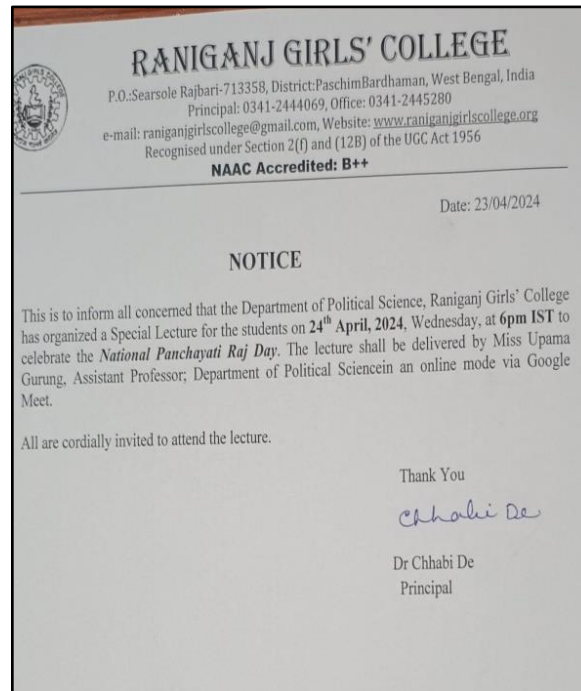 RANIGANJ GIRLS' COLLEGE
P.O.:Searsole Rajbari-713358, District:PaschimBardhaman, West Bengal, India
Principal: 0341-2444069, Office: 0341-2445280
e-mail: raniganjgirlscollege@gmail.com, Website: www.raniganjgirlscollege.org
Recognised under Section 2(f) and (12B) of the UGC Act 1956
NAAC Accredited: B++
Date: 23/04/2024
NOTICE
This is to inform all concerned that the Department of Political Science, Raniganj Girls' College
has organized a Special Lecture for the students on 24th April, 2024, Wednesday, at 6pm IST to
celebrate the National Panchayati Raj Day. The lecture shall be delivered by Miss Upama
Gurung, Assistant Professor; Department of Political Sciencein an online mode via Google
Meet.
All are cordially invited to attend the lecture.
Thank You
Chhabi De
Dr Chhabi De
Principal